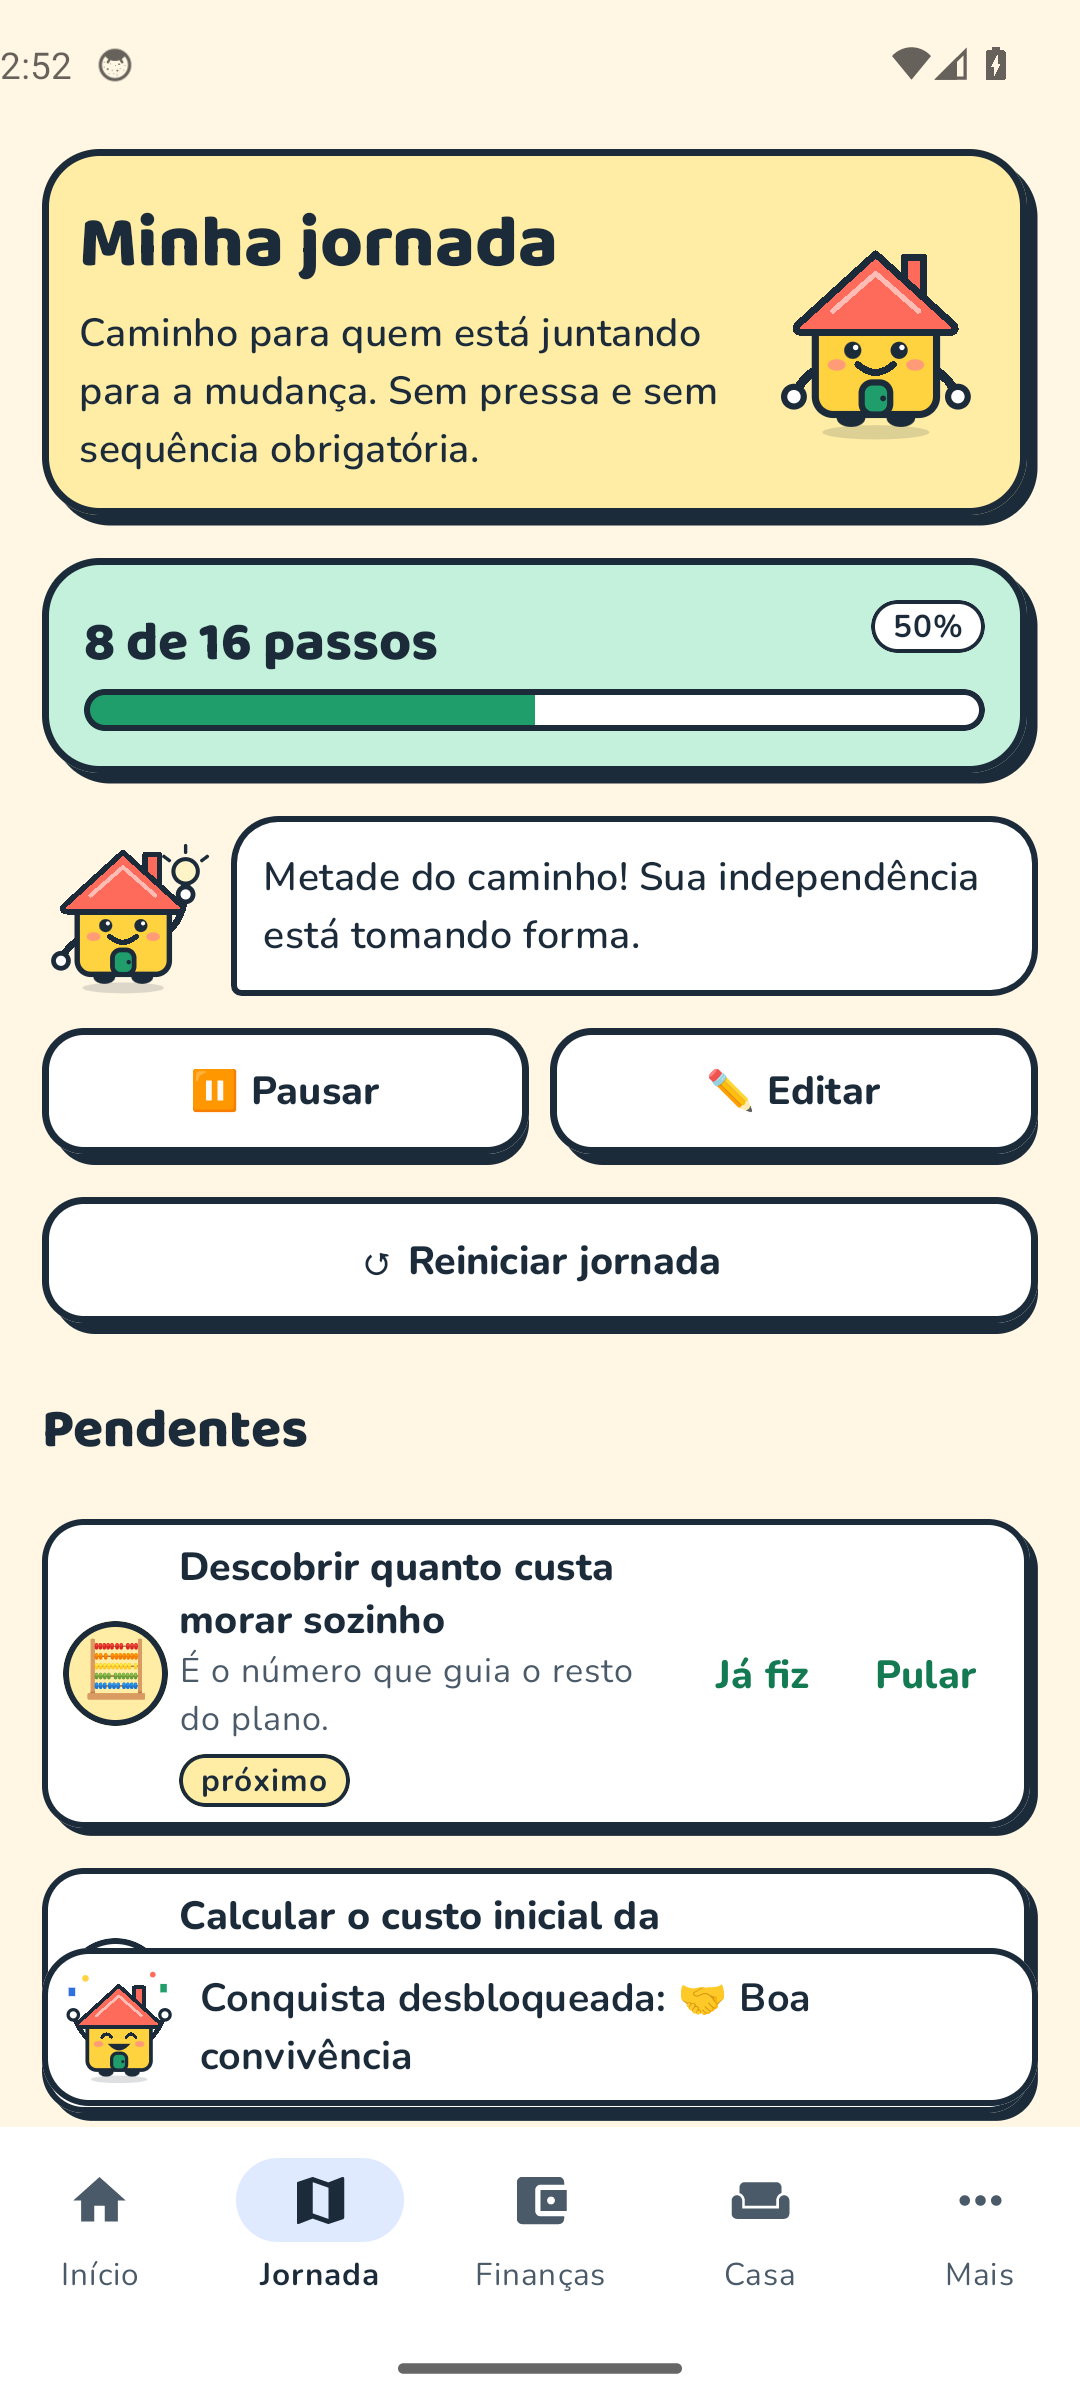 2:52
Minha jornada
Caminho para quem está juntando
para a mudança. Sem pressa e sem
sequência obrigatória.
8 de 16 passos
50%
Metade do caminho! Sua independência
está tomando forma.
⏸️ Pausar
✏️ Editar
↺ Reiniciar jornada
Pendentes
Descobrir quanto custa
morar sozinho
É o número que guia o resto
do plano.
próximo
Já fiz
Pular
Calcular o custo inicial da
Conquista desbloqueada: 🤝 Boa
convivência
Início
Jornada
Finanças
Casa
Mais